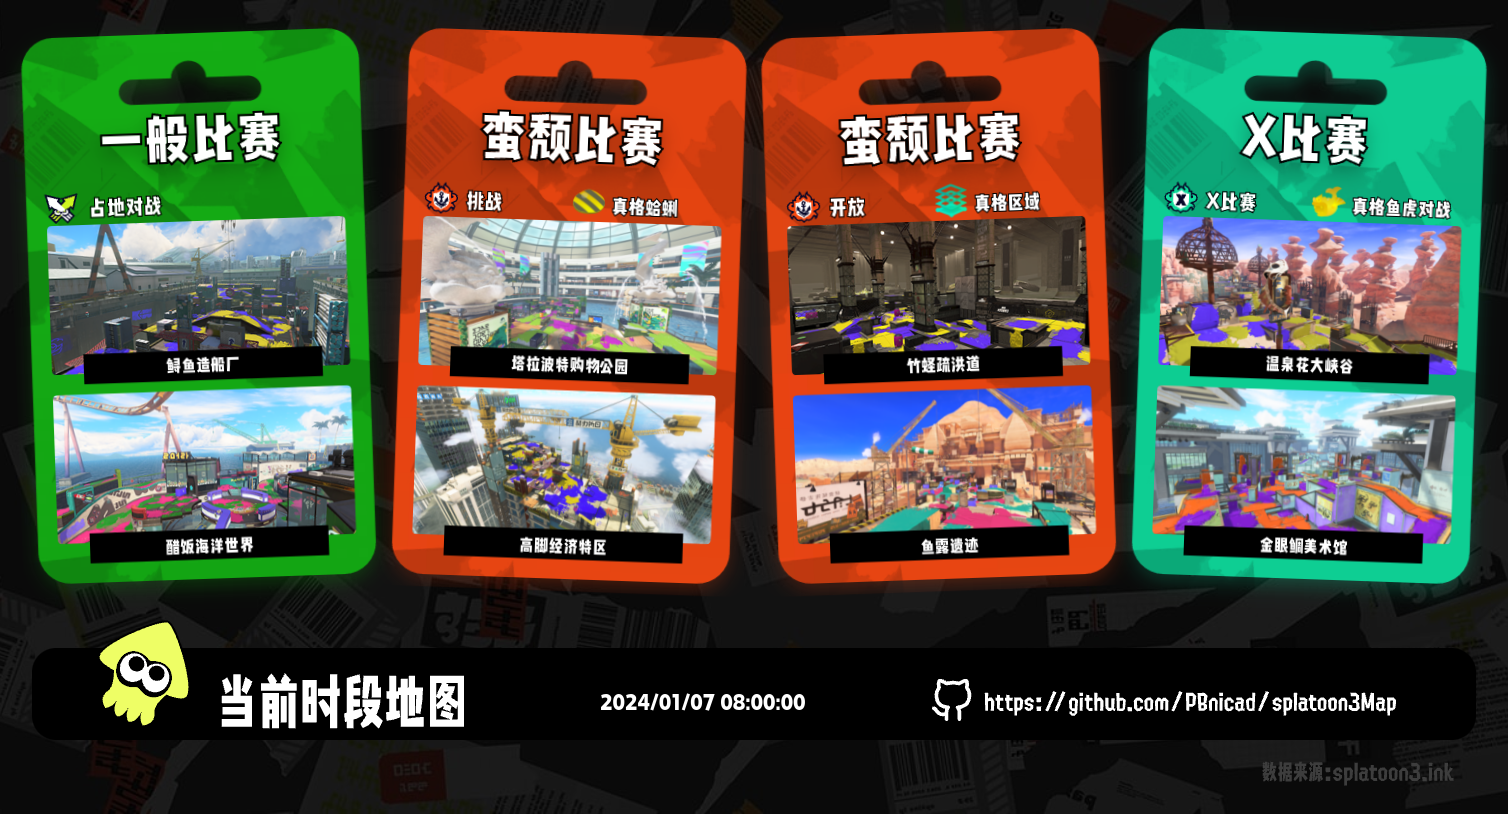 一般比赛
占地对战
鲟鱼造船厂
醋饭海洋世界
蛮颓比赛
挑战
真格蛤蜊
塔拉波特购物公园
高脚经济特区
蛮颓比赛
开放
真格区域
竹蛏疏洪道
鱼露遗迹
X比赛
X比赛
真格鱼虎对战
温泉花大峡谷
金眼鲷美术馆
当前时段地图
2024/01/07 08:00:00
https://github.com/PBnicad/splatoon3Map
数据来源:splatoon3.ink